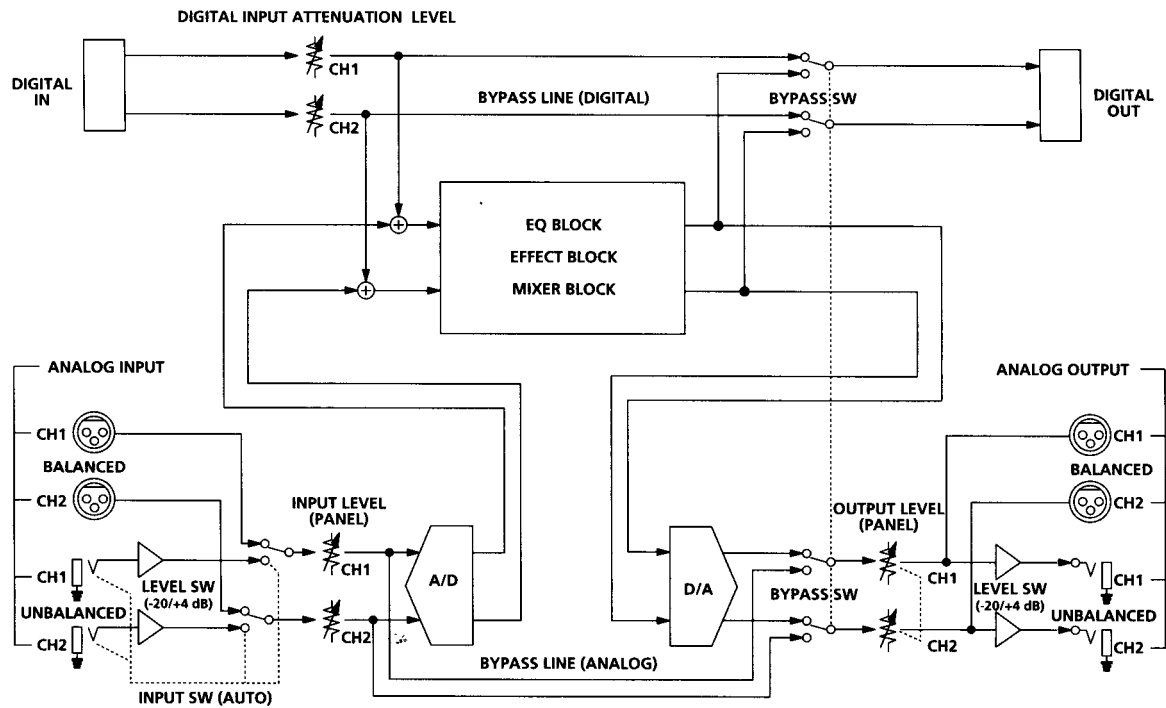 DIGITAL INPUT ATTENUATION LEVEL
DIGITAL
IN
CH1
CH2
BYPASS LINE (DIGITAL)
BYPASS SW
DIGITAL
OUT
EQ BLOCK
EFFECT BLOCK
MIXER BLOCK
ANALOG INPUT
CH1
BALANCED
CH2
CH1
UNBALANCED
CH2
LEVEL SW
(-20/+4 dB)
INPUT SW (AUTO)
INPUT LEVEL
(PANEL)
CH1
CH2
A/D
BYPASS LINE (ANALOG)
D/A
BYPASS SW
OUTPUT LEVEL
(PANEL)
CH1
CH2
LEVEL SW
(-20/+4 dB)
ANALOG OUTPUT
CH1
BALANCED
CH2
CH1
UNBALANCED
CH2